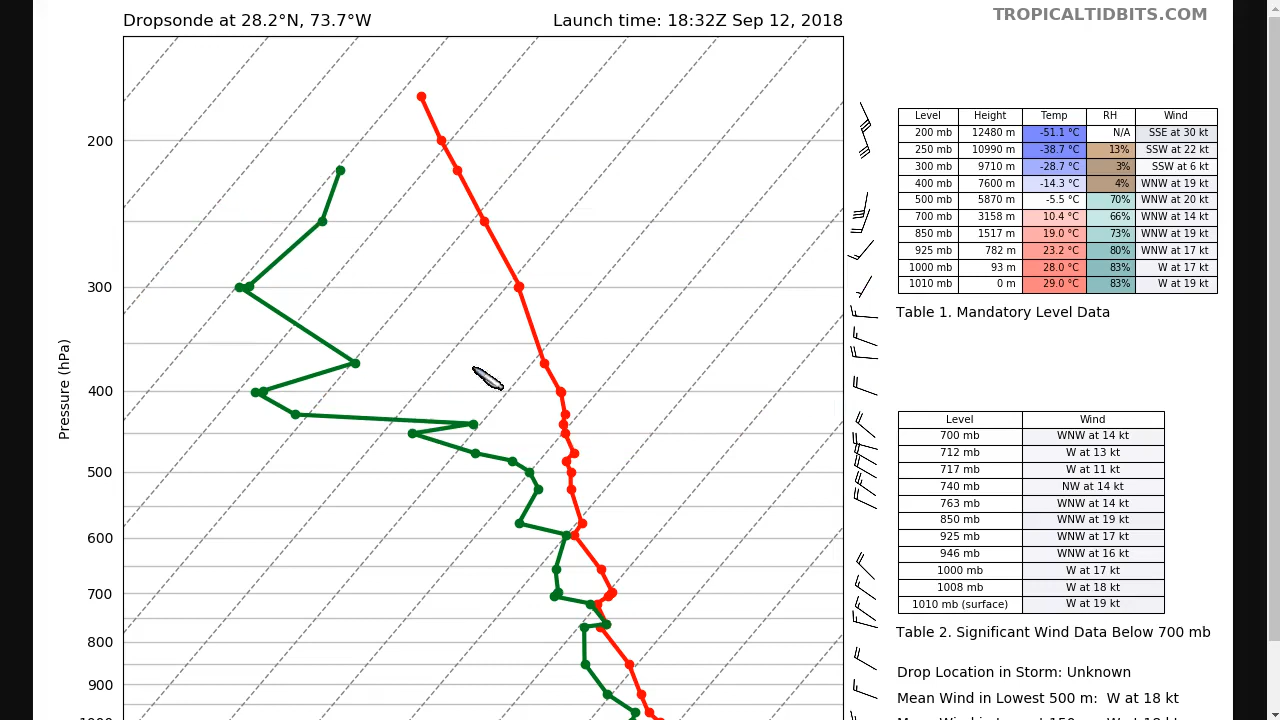 Dropsonde at 28.2°N, 73.7°W
Launch time: 18:32Z Sep 12, 2018
TROPICALTIDBITS.COM
Pressure (hPa)
200
300
400
500
600
700
800
900
1000
Level Height Temp RH Wind
200 mb 12480 m -51.1 °C N/A SSE at 30 kt
250 mb 10990 m -38.7 °C 13% SSW at 22 kt
300 mb 9710 m -28.7 °C 3% SSW at 6 kt
400 mb 7600 m -14.3 °C 4% WNW at 19 kt
500 mb 5870 m -5.5 °C 70% WNW at 20 kt
700 mb 3158 m 10.4 °C 66% WNW at 14 kt
850 mb 1517 m 19.0 °C 73% WNW at 19 kt
925 mb 782 m 23.2 °C 80% WNW at 17 kt
1000 mb 93 m 28.0 °C 83% W at 17 kt
1010 mb 0 m 29.0 °C 83% W at 19 kt
Table 1. Mandatory Level Data
Level Wind
700 mb WNW at 14 kt
712 mb W at 13 kt
717 mb W at 11 kt
740 mb NW at 14 kt
763 mb WNW at 14 kt
850 mb WNW at 19 kt
925 mb WNW at 17 kt
946 mb WNW at 16 kt
1000 mb W at 17 kt
1008 mb W at 18 kt
1010 mb (surface) W at 19 kt
Table 2. Significant Wind Data Below 700 mb
Drop Location in Storm: Unknown
Mean Wind in Lowest 500 m: W at 18 kt